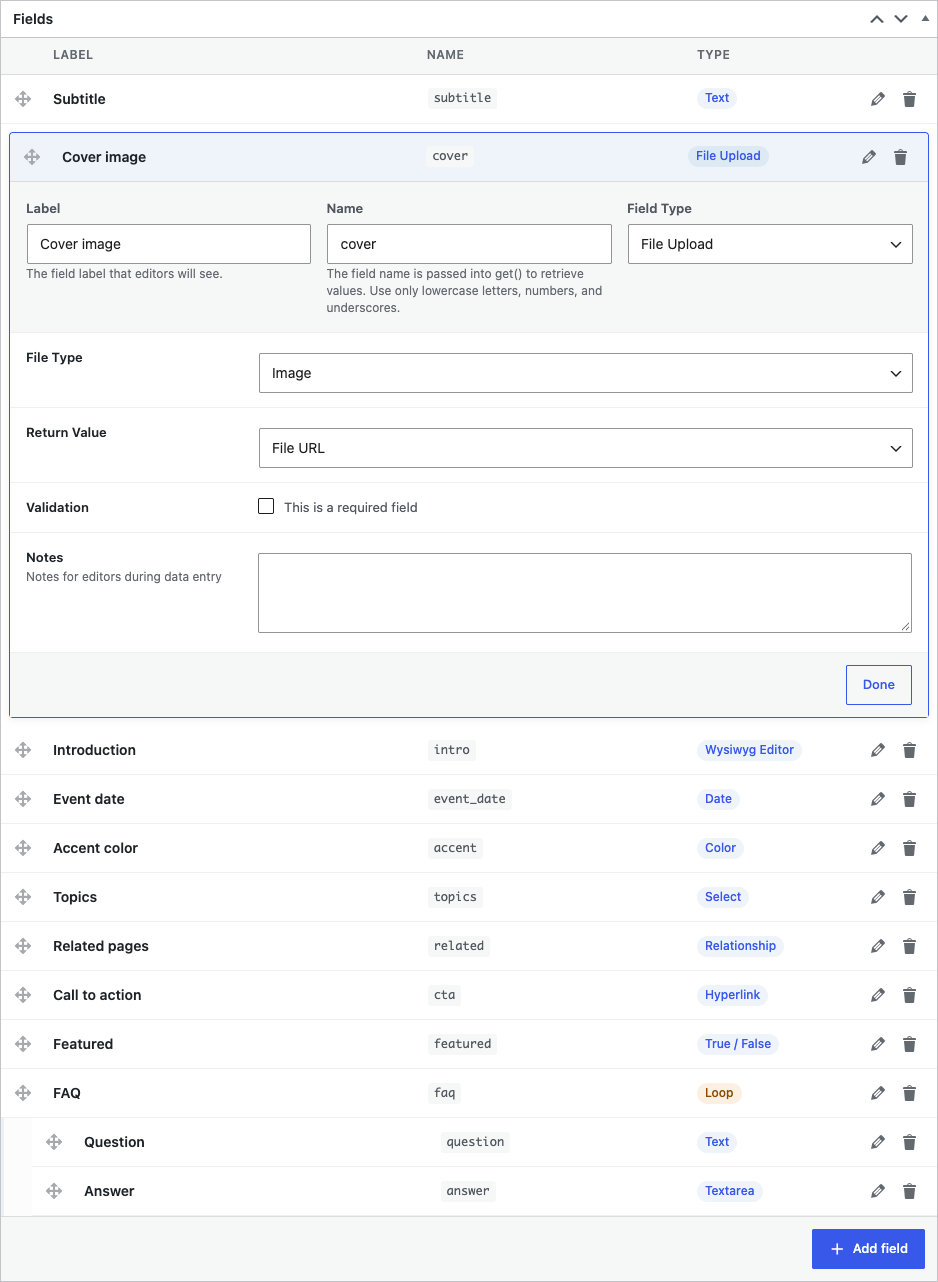 Fields
LABEL NAME TYPE
Subtitle subtitle Text
Cover image cover File Upload
Label Name Field Type
Cover image cover File Upload
The field label that editors will see. The field name is passed into get() to retrieve
values. Use only lowercase letters, numbers, and
underscores.
File Type Image
Return Value File URL
Validation This is a required field
Notes
Notes for editors during data entry
Done
Introduction intro Wysiwyg Editor
Event date event_date Date
Accent color accent Color
Topics topics Select
Related pages related Relationship
Call to action cta Hyperlink
Featured featured True / False
FAQ faq Loop
Question question Text
Answer answer Textarea
+ Add field